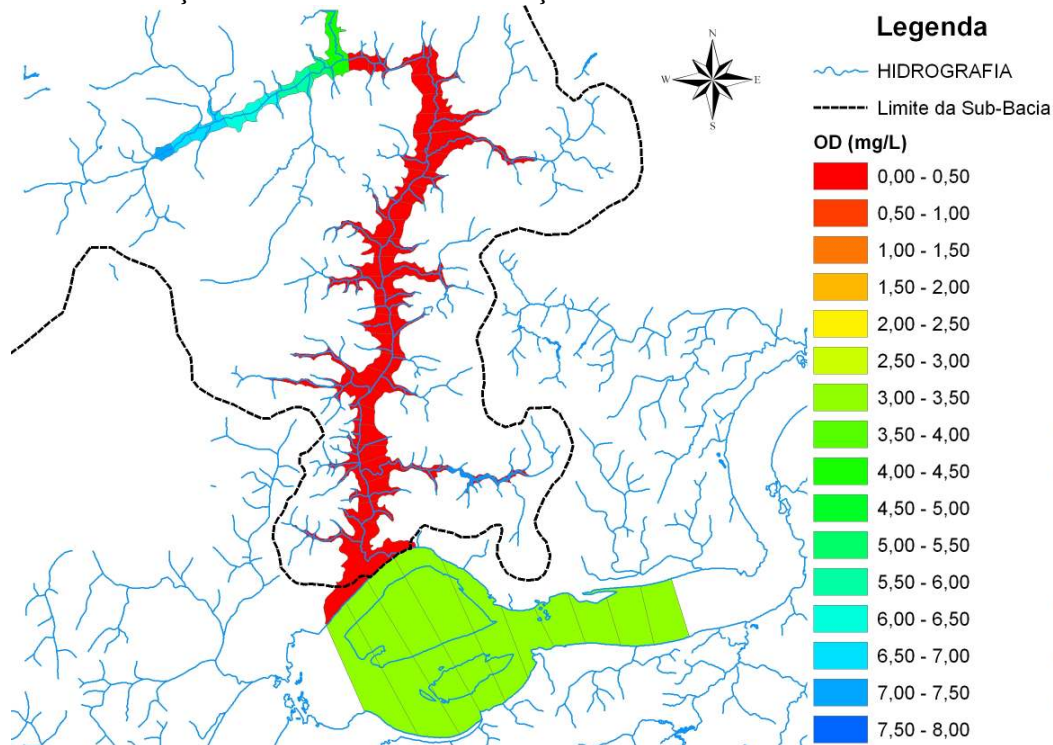 Legenda
HIDROGRAFIA
Limite da Sub-Bacia
OD (mg/L)
0,00 - 0,50
0,50 - 1,00
1,00 - 1,50
1,50 - 2,00
2,00 - 2,50
2,50 - 3,00
3,00 - 3,50
3,50 - 4,00
4,00 - 4,50
4,50 - 5,00
5,00 - 5,50
5,50 - 6,00
6,00 - 6,50
6,50 - 7,00
7,00 - 7,50
7,50 - 8,00
N
W
E
S